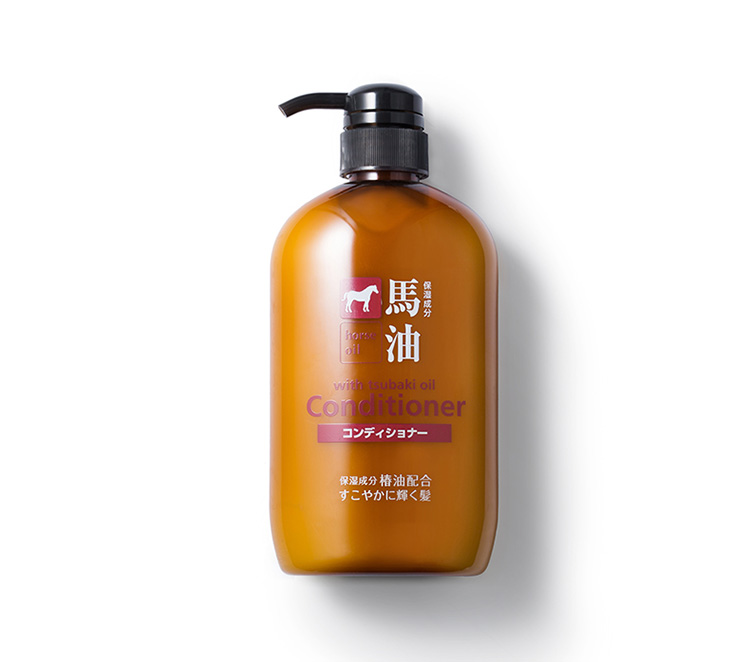 馬油
保湿成分
horse
oil
with tsubaki oil
Conditioner
コンディショナー
保湿成分 椿油配合
すこやかに輝く髪